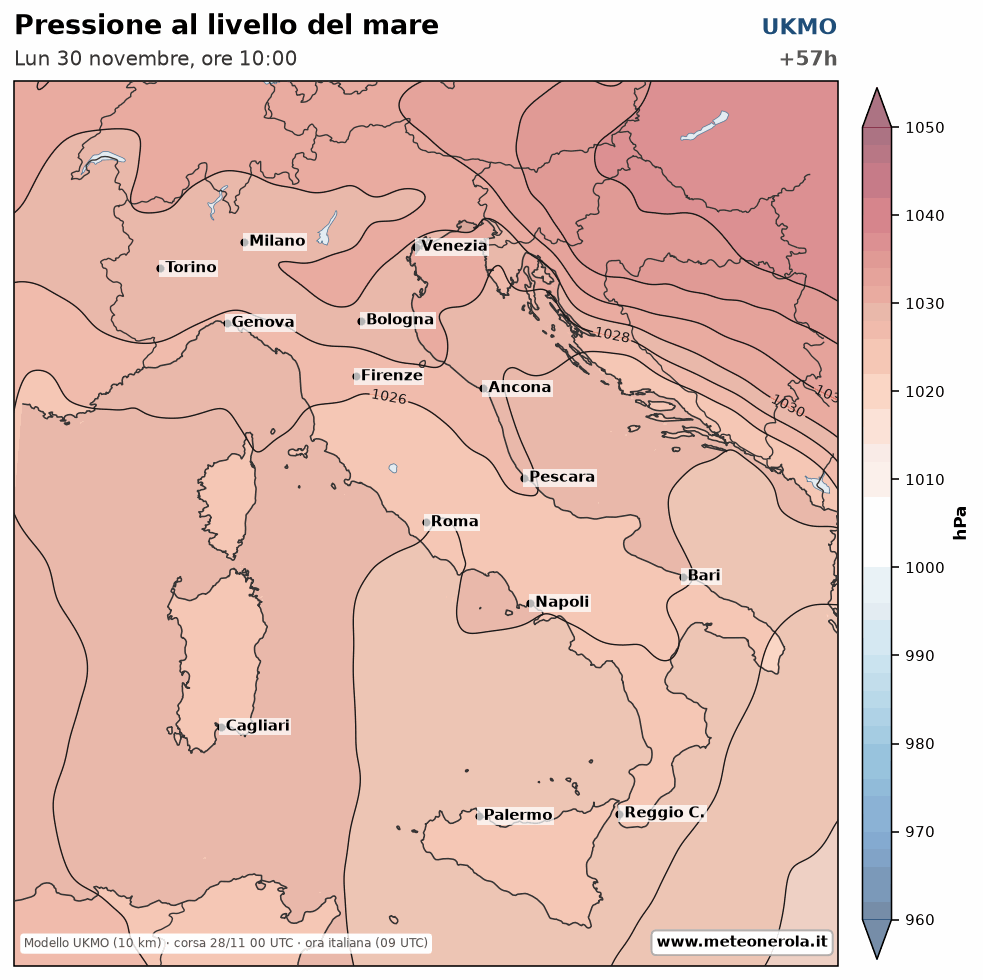 Pressione al livello del mare
UKMO
Lun 30 novembre, ore 10:00
+57h
1050
1040
1030
1020
1010
1000
990
980
970
960
hPa
Milano
Venezia
Torino
Genova
Bologna
1028
Firenze
Ancona
1026
1030
Pescara
Roma
Bari
Napoli
Cagliari
Palermo
Reggio C.
Modello UKMO (10 km) · corsa 28/11 00 UTC · ora italiana (09 UTC)
www.meteonerola.it